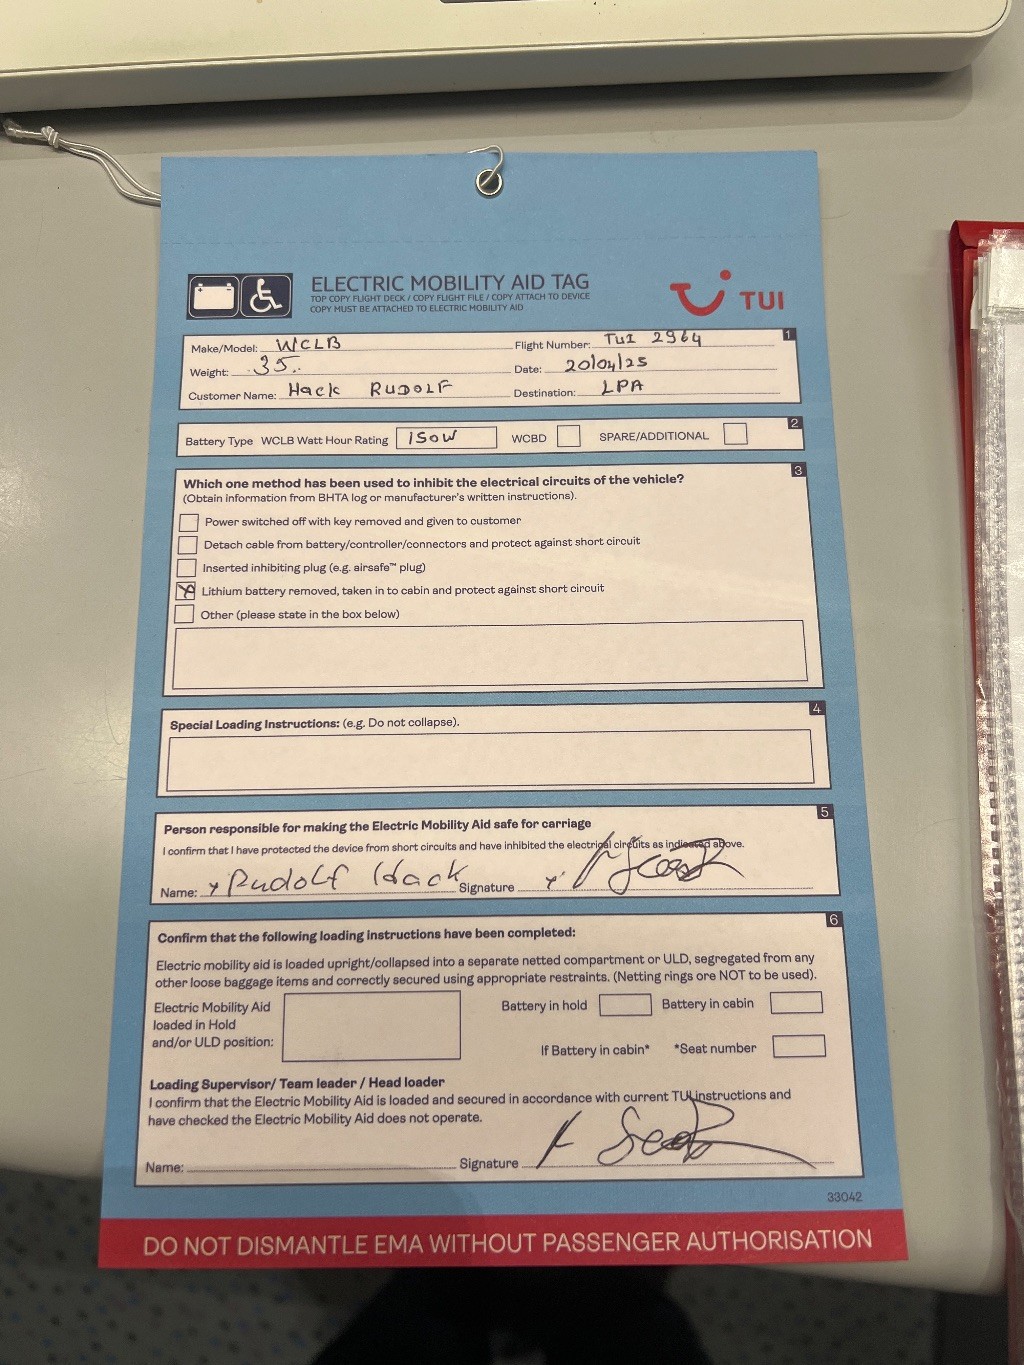 ELECTRIC MOBILITY AID TAG
TOP COPY FLIGHT DECK / COPY FLIGHT FILE / COPY ATTACH TO DEVICE
COPY MUST BE ATTACHED TO ELECTRIC MOBILITY AID
TUI
1
Make/Model: WCLB Flight Number: TUI 2964
Weight: 35. Date: 20/04/25
Customer Name: Hack RUDOLF Destination: LPA
2
Battery Type WCLB Watt Hour Rating 150W WCBD SPARE/ADDITIONAL
3
Which one method has been used to inhibit the electrical circuits of the vehicle?
(Obtain information from BHTA log or manufacturer's written instructions).
Power switched off with key removed and given to customer
Detach cable from battery/controller/connectors and protect against short circuit
Inserted inhibiting plug (e.g. airsafe™ plug)
Lithium battery removed, taken in to cabin and protect against short circuit
Other (please state in the box below)
4
Special Loading Instructions: (e.g. Do not collapse).
5
Person responsible for making the Electric Mobility Aid safe for carriage
I confirm that I have protected the device from short circuits and have inhibited the electrical circuits as indicated above.
Name: x Rudolf Hack Signature x
6
Confirm that the following loading instructions have been completed:
Electric mobility aid is loaded upright/collapsed into a separate netted compartment or ULD, segregated from any
other loose baggage items and correctly secured using appropriate restraints. (Netting rings are NOT to be used).
Electric Mobility Aid Battery in hold Battery in cabin
loaded in Hold
and/or ULD position: If Battery in cabin* *Seat number
Loading Supervisor/ Team leader / Head loader
I confirm that the Electric Mobility Aid is loaded and secured in accordance with current TUI instructions and
have checked the Electric Mobility Aid does not operate.
Name: Signature
33042
DO NOT DISMANTLE EMA WITHOUT PASSENGER AUTHORISATION